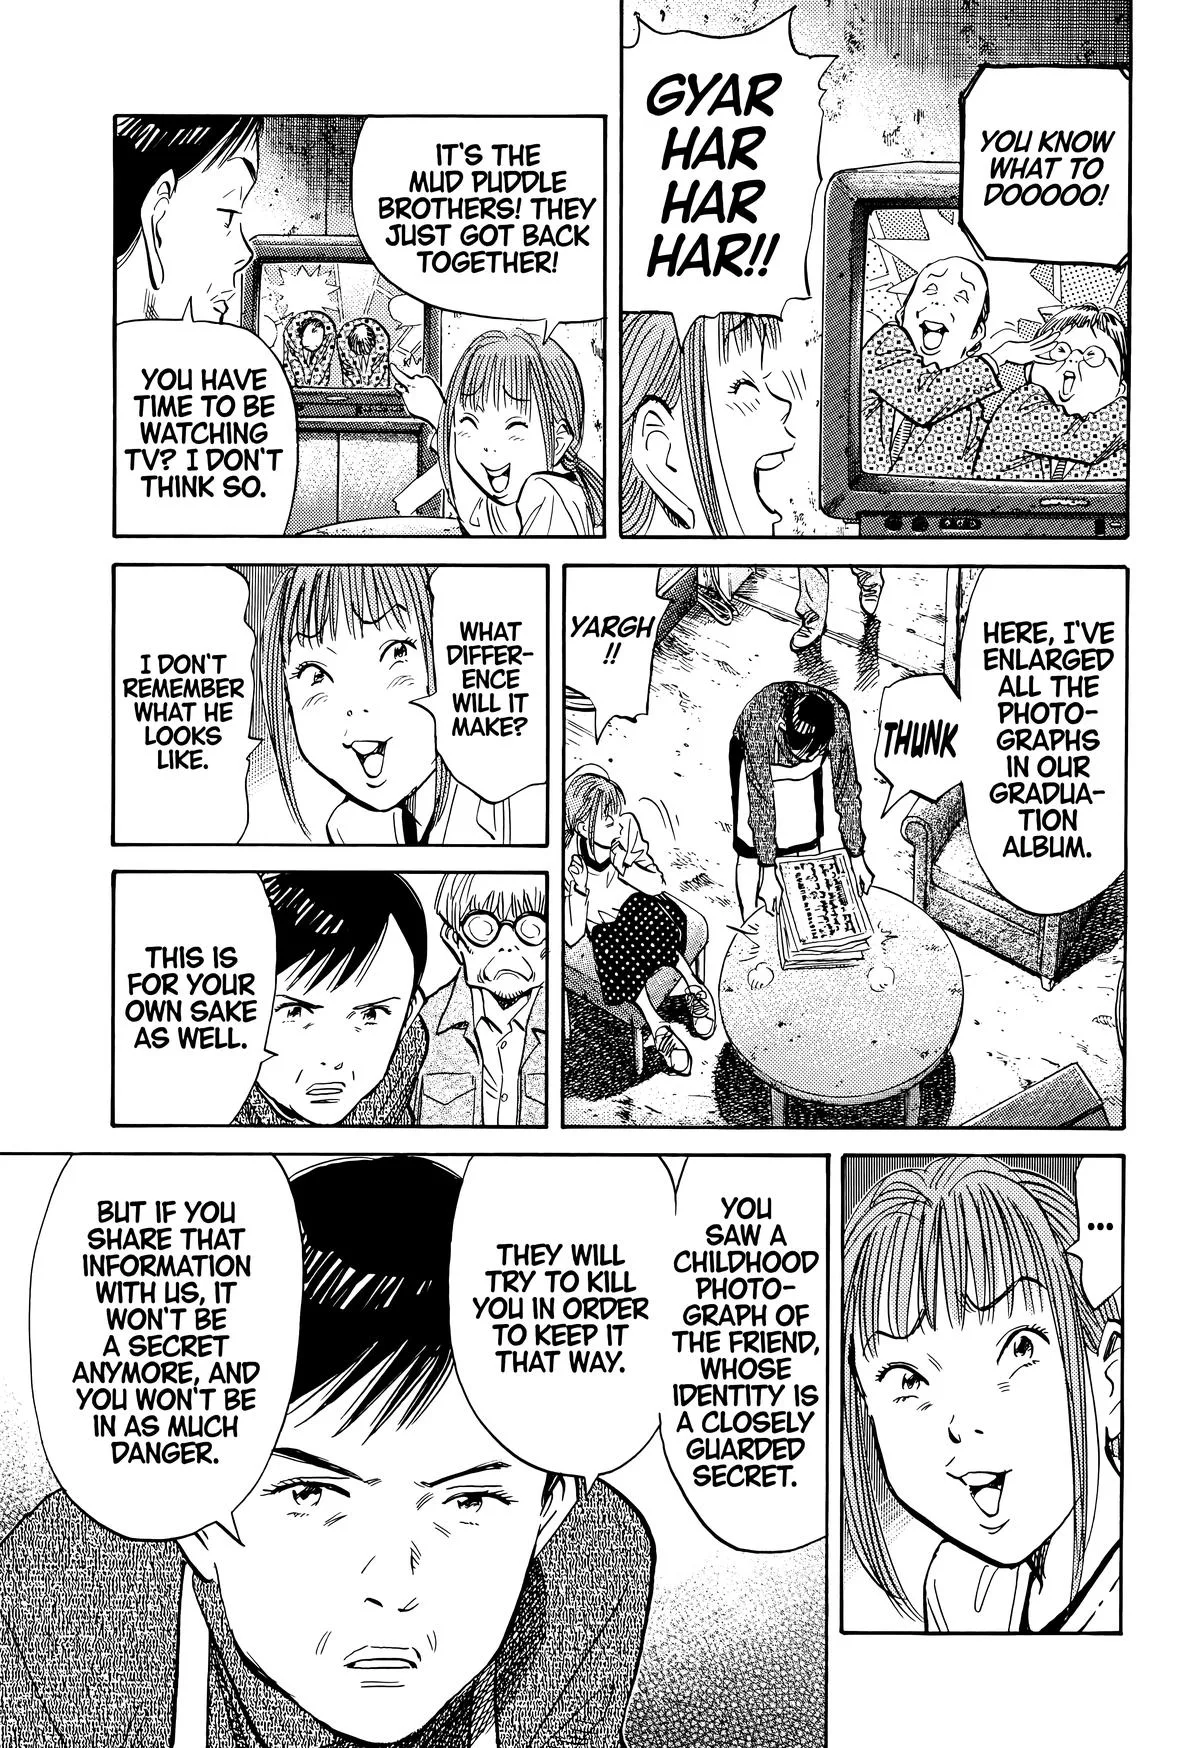 YOU KNOW
WHAT TO
DOOOOO!
GYAR
HAR
HAR
HAR!!
IT'S THE
MUD PUDDLE
BROTHERS! THEY
JUST GOT BACK
TOGETHER!
YOU HAVE
TIME TO BE
WATCHING
TV? I DON'T
THINK SO.
HERE, I'VE
ENLARGED
ALL THE
PHOTO-
GRAPHS
IN OUR
GRADUA-
TION
ALBUM.
THUNK
YARGH
!!
WHAT
DIFFER-
ENCE
WILL IT
MAKE?
I DON'T
REMEMBER
WHAT HE
LOOKS
LIKE.
THIS IS
FOR YOUR
OWN SAKE
AS WELL.
...
YOU
SAW A
CHILDHOOD
PHOTO-
GRAPH OF
THE FRIEND,
WHOSE
IDENTITY IS
A CLOSELY
GUARDED
SECRET.
THEY WILL
TRY TO KILL
YOU IN ORDER
TO KEEP IT
THAT WAY.
BUT IF YOU
SHARE THAT
INFORMATION
WITH US, IT
WON'T BE
A SECRET
ANYMORE, AND
YOU WON'T BE
IN AS MUCH
DANGER.